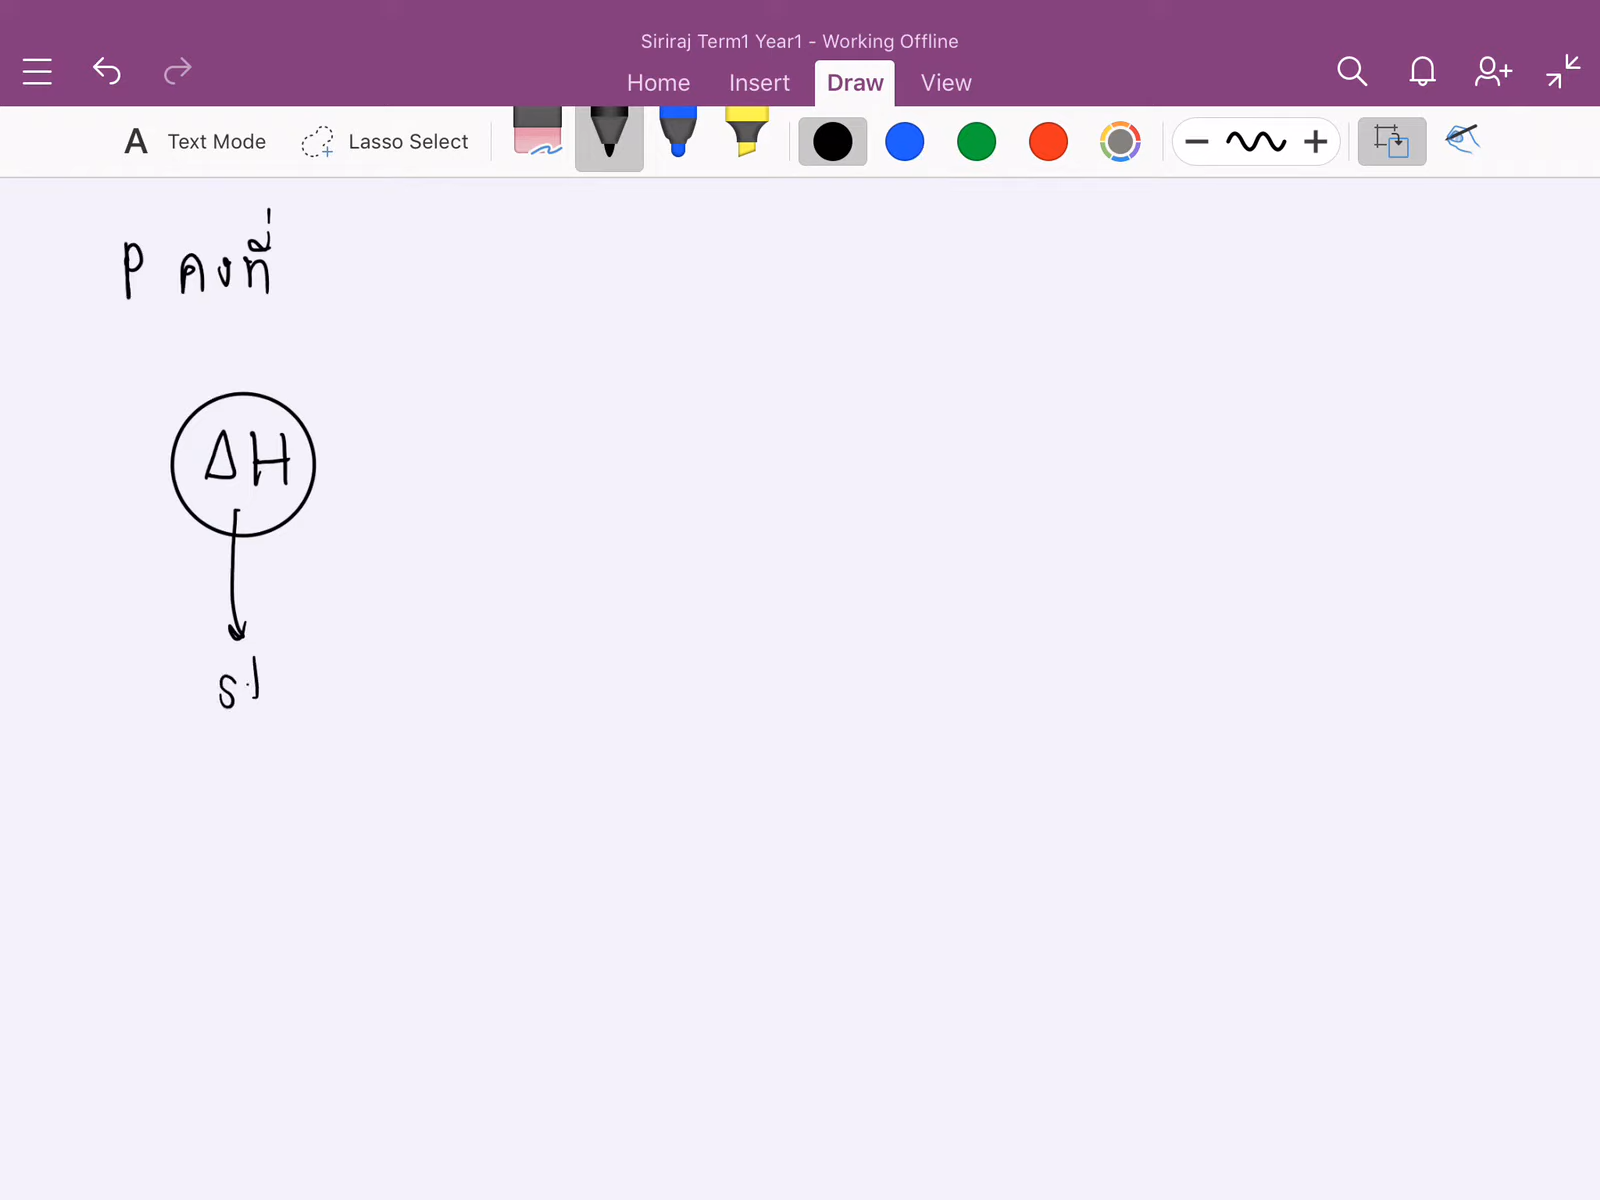 Siriraj Term1 Year1 - Working Offline
Home Insert Draw View
A Text Mode Lasso Select
P คงที่
ΔH